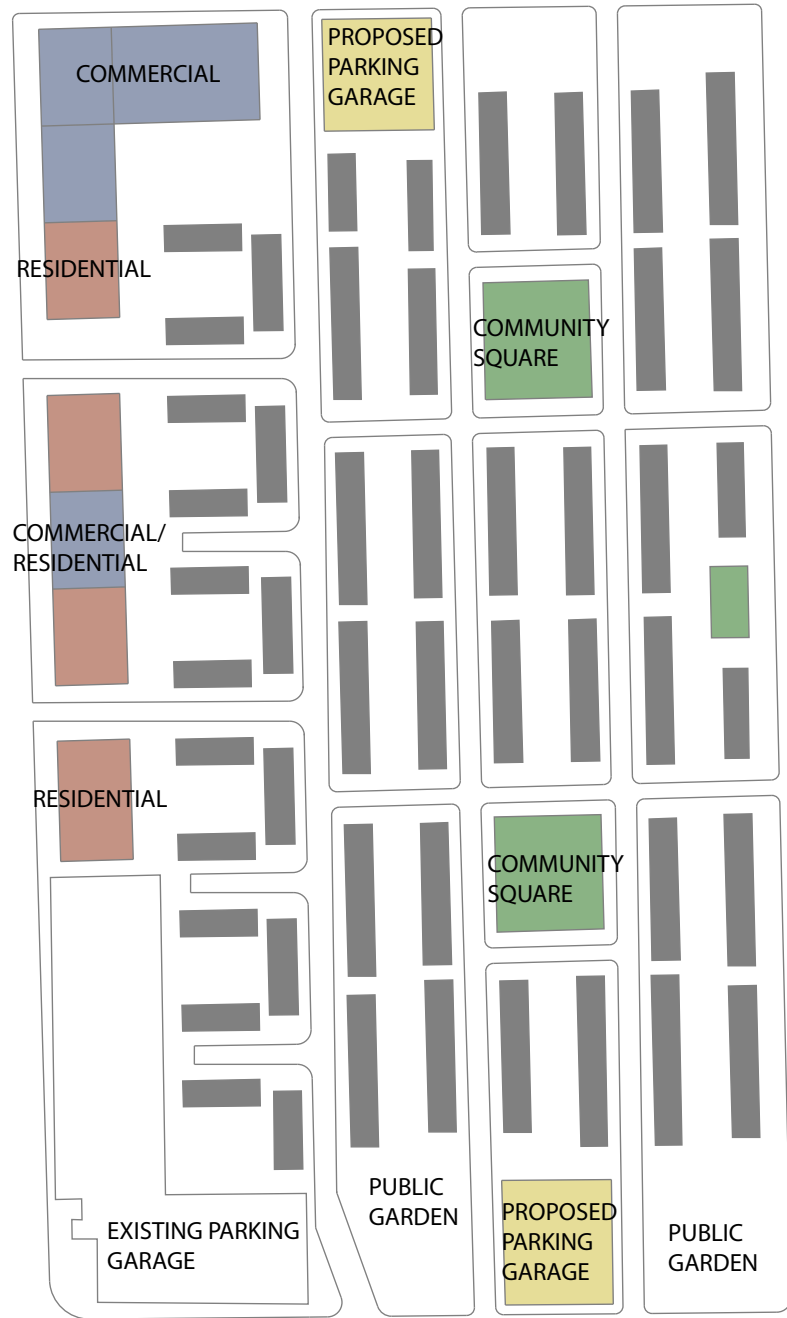 COMMERCIAL
PROPOSED
PARKING
GARAGE
RESIDENTIAL
COMMUNITY
SQUARE
COMMERCIAL/
RESIDENTIAL
RESIDENTIAL
COMMUNITY
SQUARE
EXISTING PARKING
GARAGE
PUBLIC
GARDEN
PROPOSED
PARKING
GARAGE
PUBLIC
GARDEN